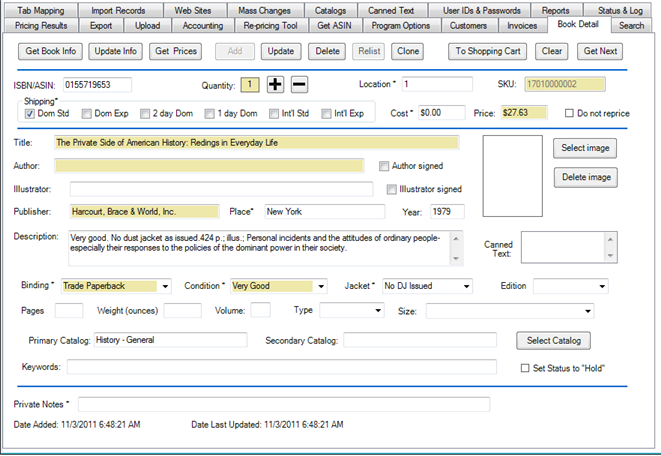 Tab Mapping Import Records Web Sites Mass Changes Catalogs Canned Text User IDs & Passwords Reports Status & Log
Pricing Results Export Upload Accounting Re-pricing Tool Get ASIN Program Options Customers Invoices Book Detail Search
Get Book Info Update Info Get Prices Add Update Delete Relist Clone To Shopping Cart Clear Get Next
ISBN/ASIN: 0155719653 Quantity: 1 + − Location * 1 SKU: 17010000002
Shipping*
Dom Std Dom Exp 2 day Dom 1 day Dom Int'l Std Int'l Exp Cost * $0.00 Price: $27.63 Do not reprice
Title: The Private Side of American History: Redings in Everyday Life Select image
Author: Author signed
Delete image
Illustrator: Illustrator signed
Publisher: Harcourt, Brace & World, Inc. Place* New York Year: 1979
Description: Very good. No dust jacket as issued.424 p.; illus.; Personal incidents and the attitudes of ordinary people-
especially their responses to the policies of the dominant power in their society.
Canned
Text:
Binding * Trade Paperback Condition * Very Good Jacket * No DJ Issued Edition
Pages Weight (ounces) Volume: Type Size:
Primary Catalog: History - General Secondary Catalog: Select Catalog
Keywords: Set Status to "Hold"
Private Notes *
Date Added: 11/3/2011 6:48:21 AM Date Last Updated: 11/3/2011 6:48:21 AM